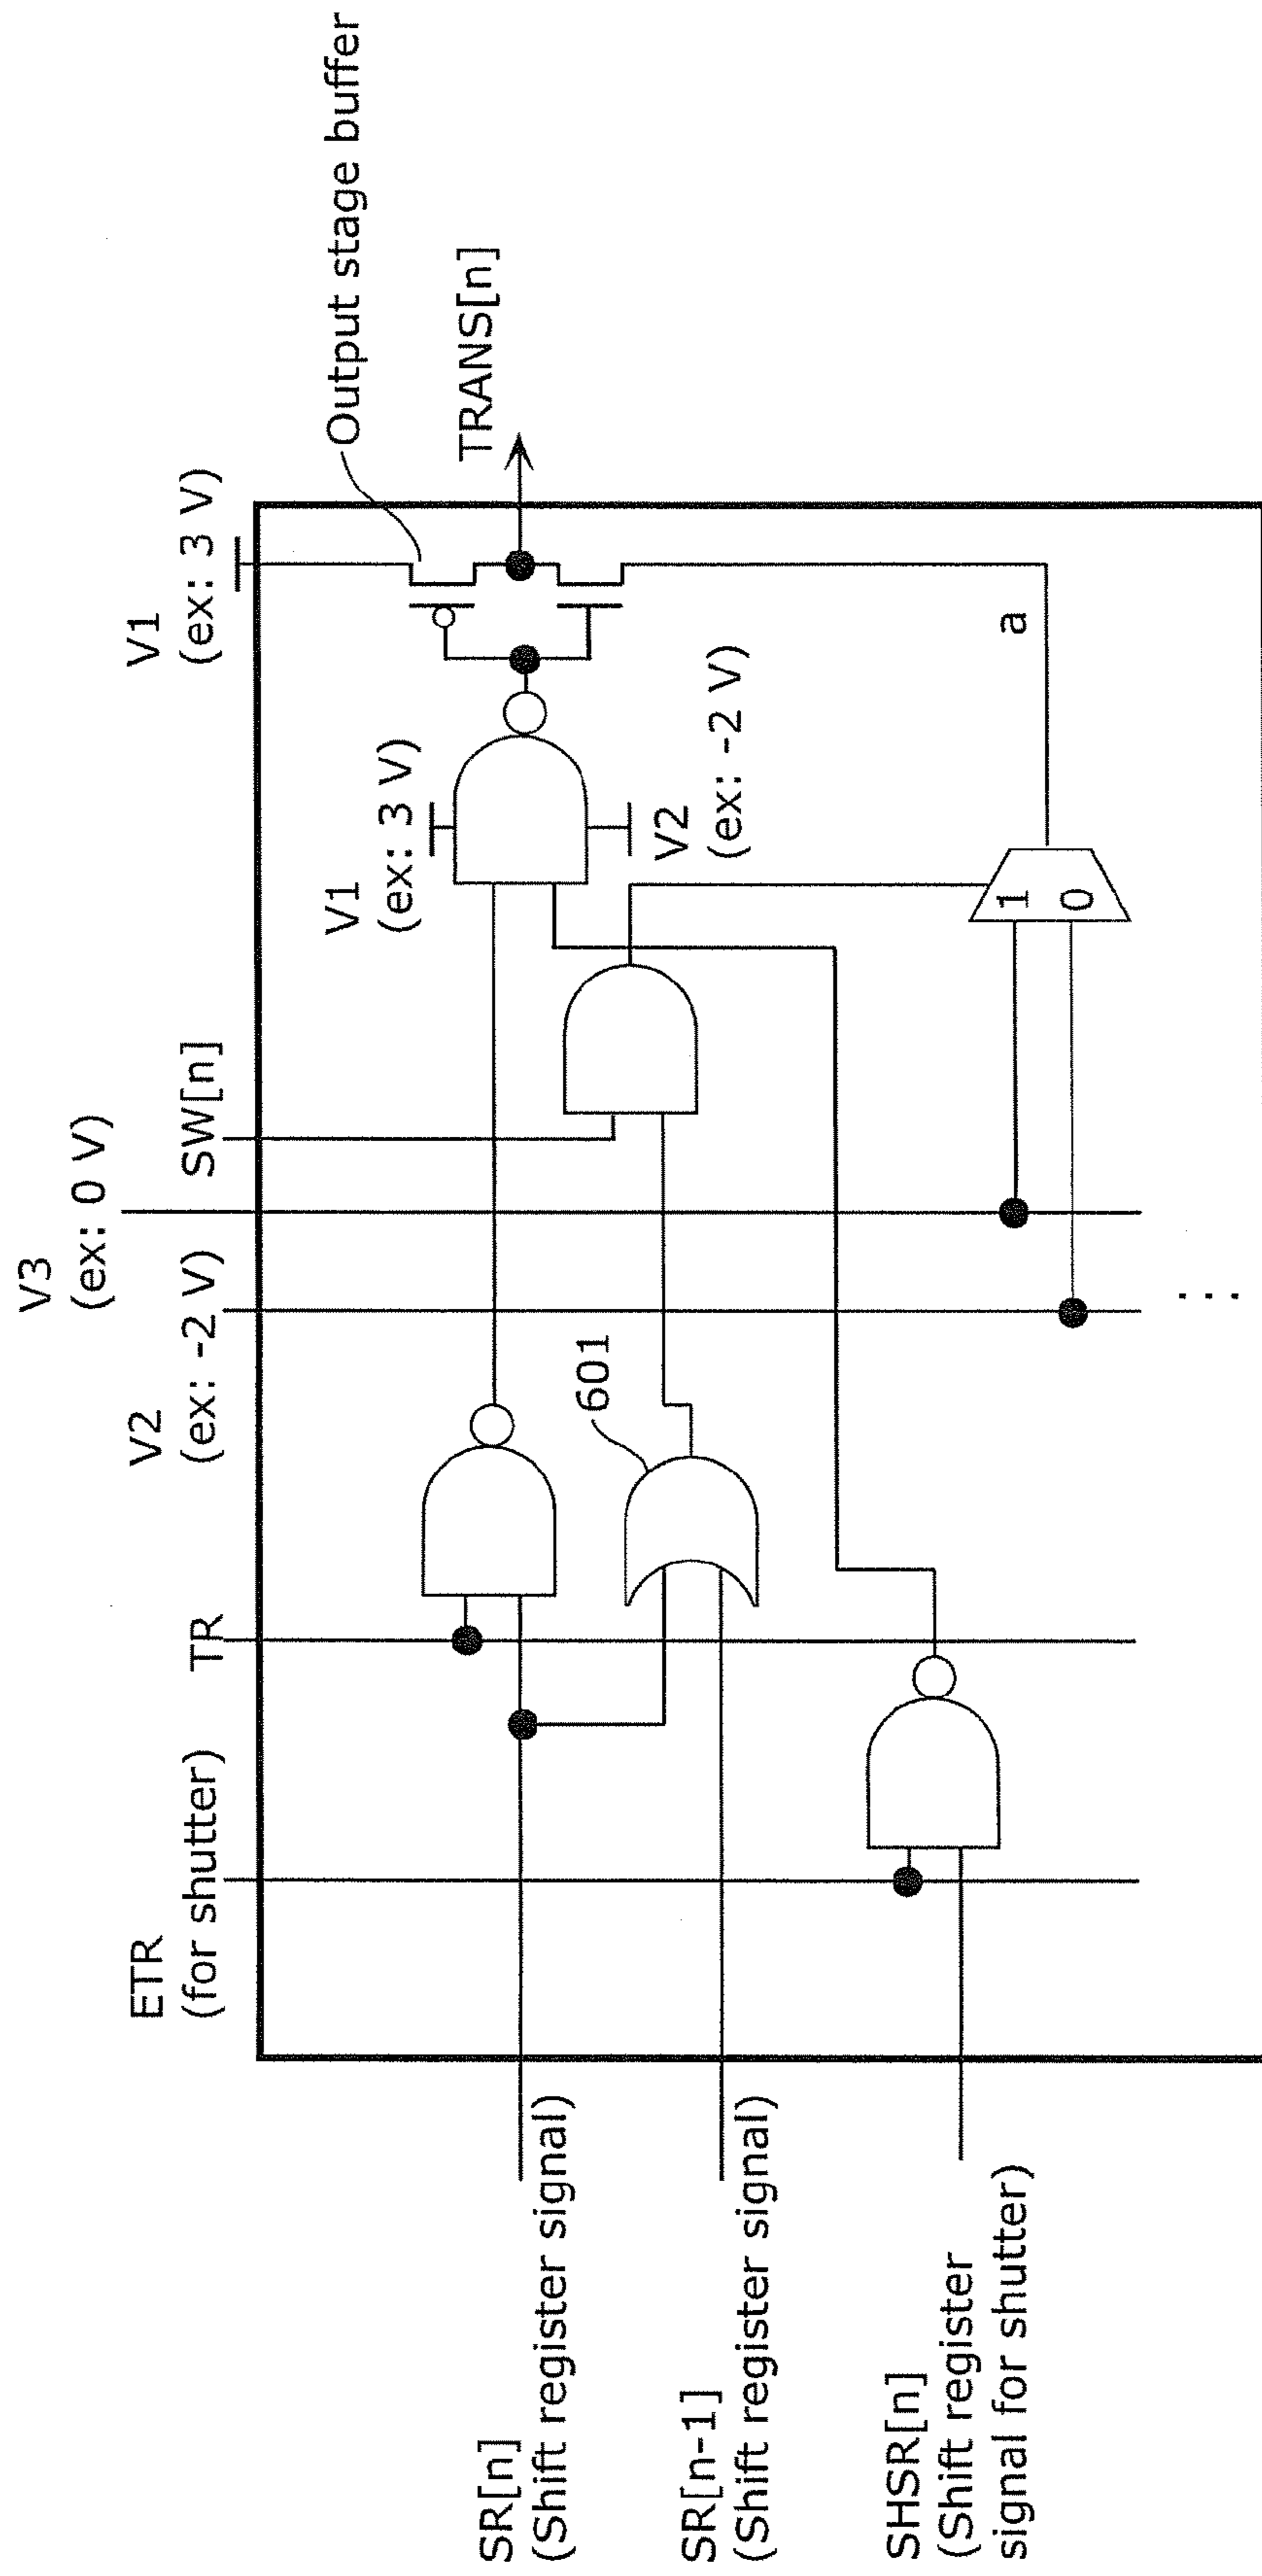 V3
(ex: 0 V)
ETR
(for shutter)
TR
V2
(ex: -2 V)
SW[n]
V1
(ex: 3 V)
Output stage buffer
V1
(ex: 3 V)
TRANS[n]
601
V2
(ex: -2 V)
SR[n]
(Shift register signal)
SR[n-1]
(Shift register signal)
SHSR[n]
(Shift register
signal for shutter)
1
0
a
...